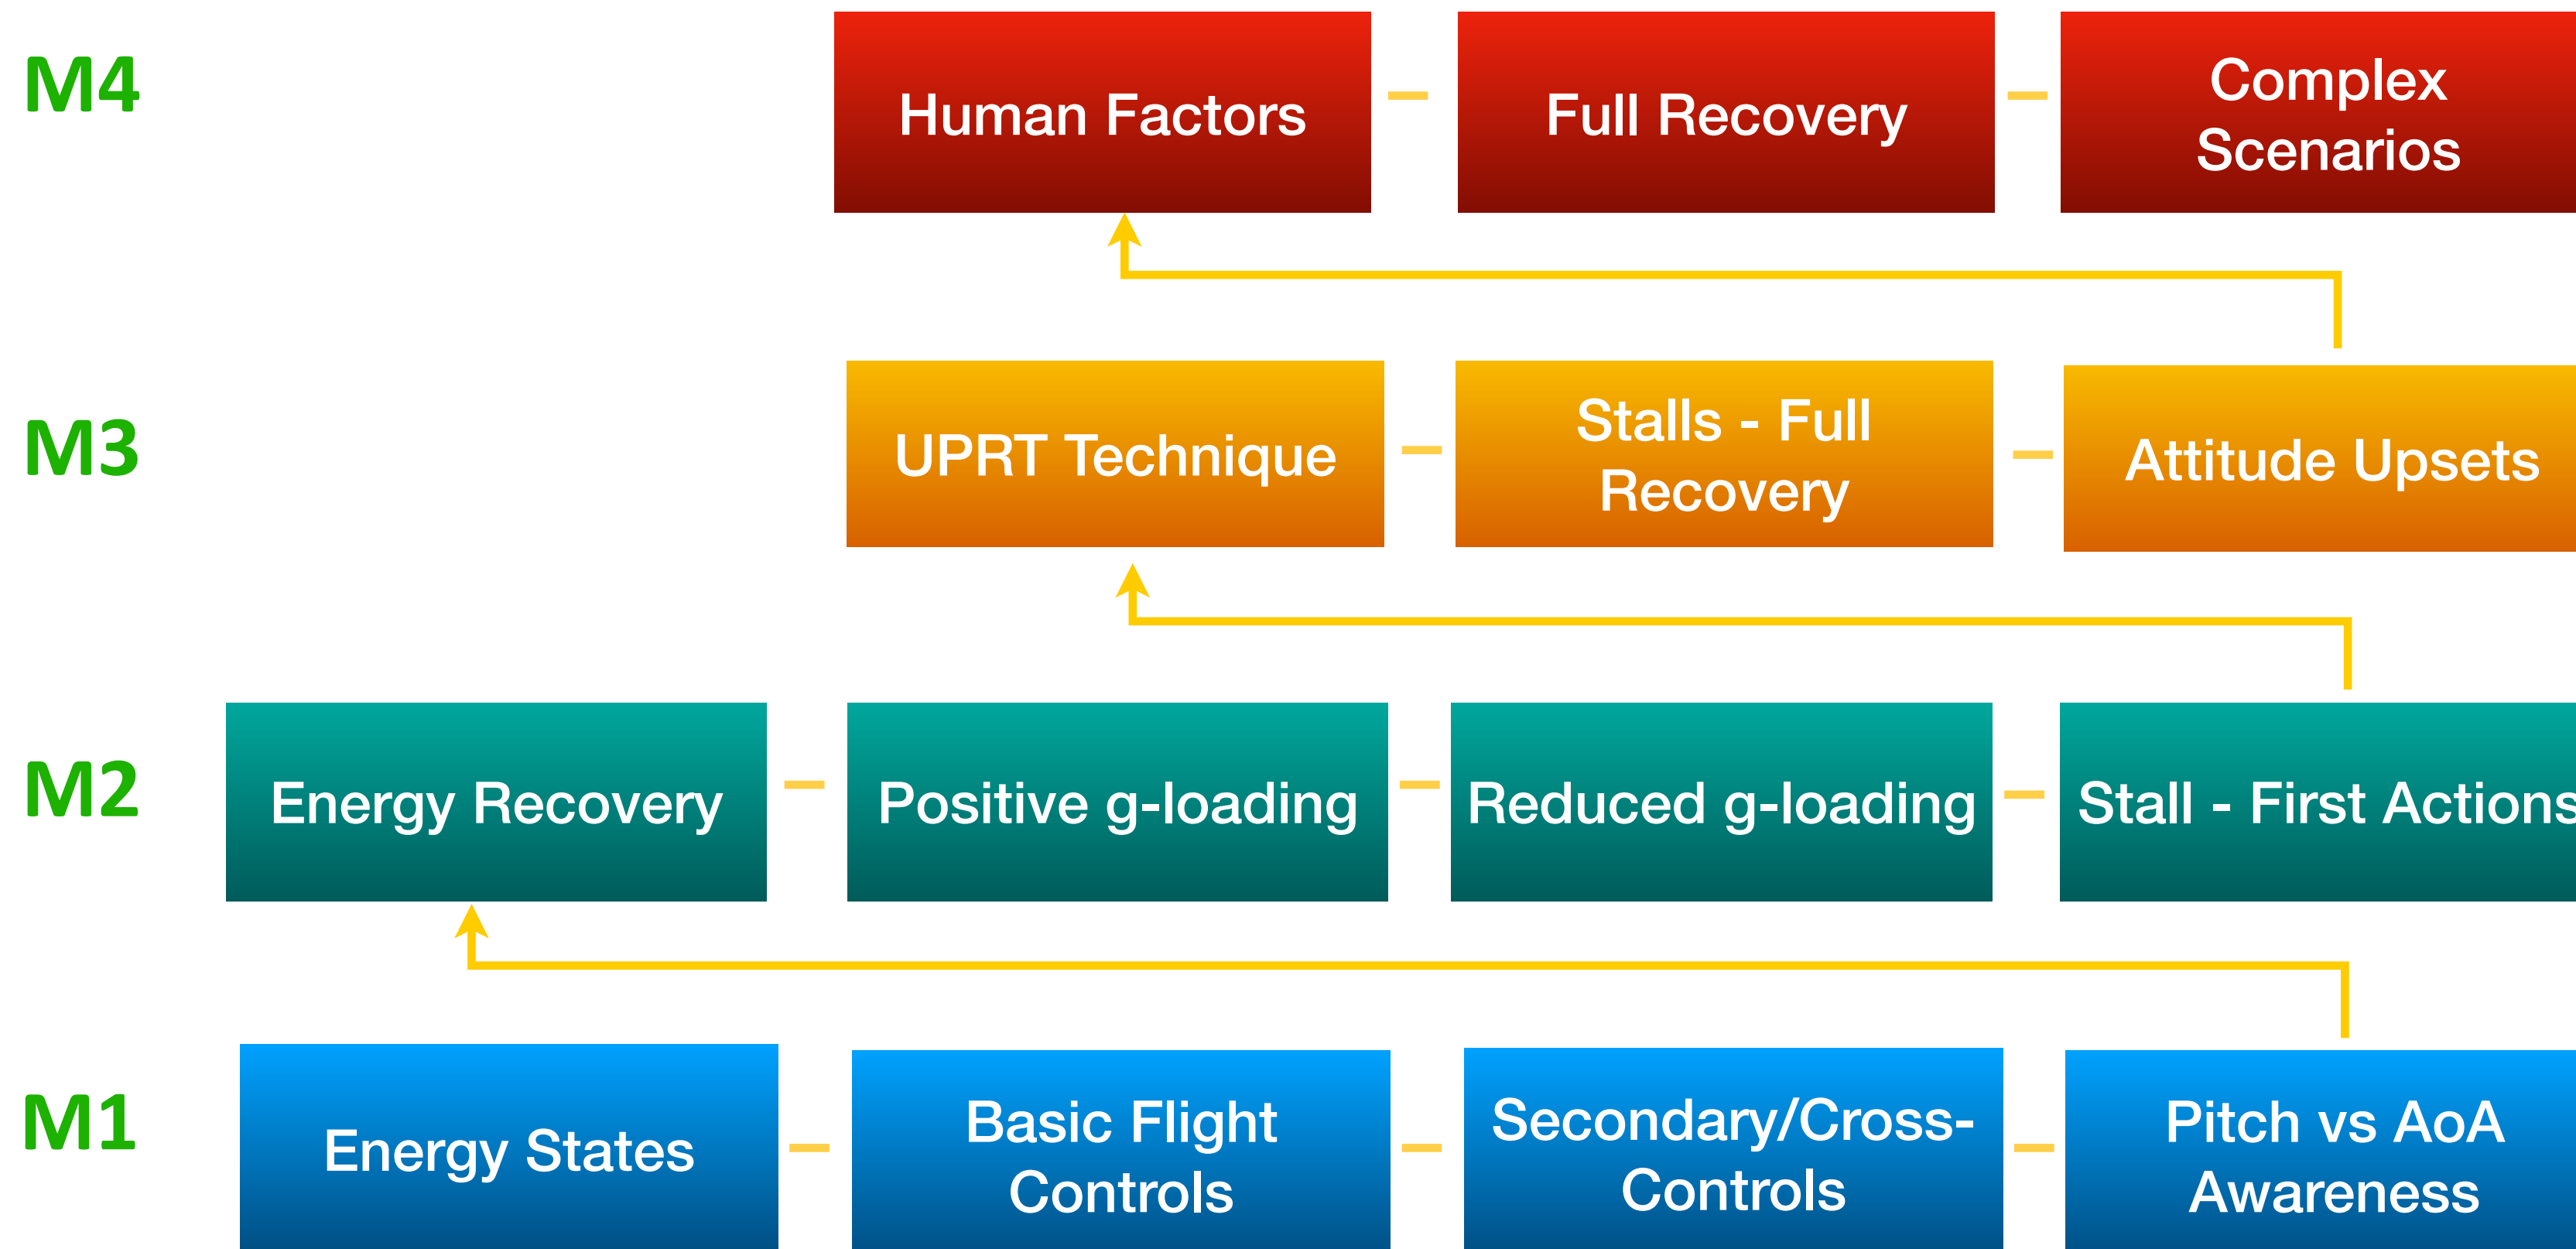 M4
Human Factors
Full Recovery
Complex
Scenarios
M3
UPRT Technique
Stalls - Full
Recovery
Attitude Upsets
M2
Energy Recovery
Positive g-loading
Reduced g-loading
Stall - First Actions
M1
Energy States
Basic Flight
Controls
Secondary/Cross-
Controls
Pitch vs AoA
Awareness